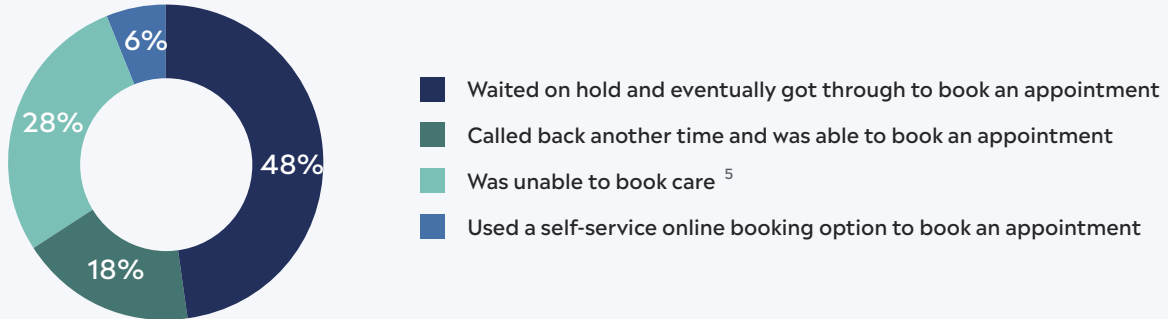 6%
28%
48%
18%
Waited on hold and eventually got through to book an appointment
Called back another time and was able to book an appointment
Was unable to book care 5
Used a self-service online booking option to book an appointment